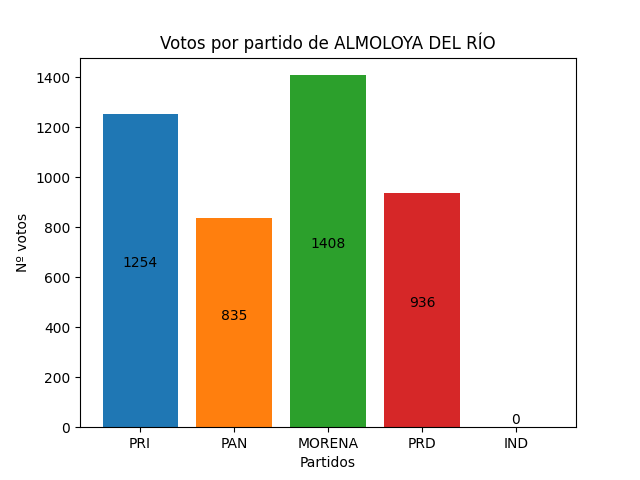 Votos por partido de ALMOLOYA DEL RÍO
Nº votos
1400
1200
1000
800
600
400
200
0
1254
835
1408
936
0
PRI
PAN
MORENA
PRD
IND
Partidos